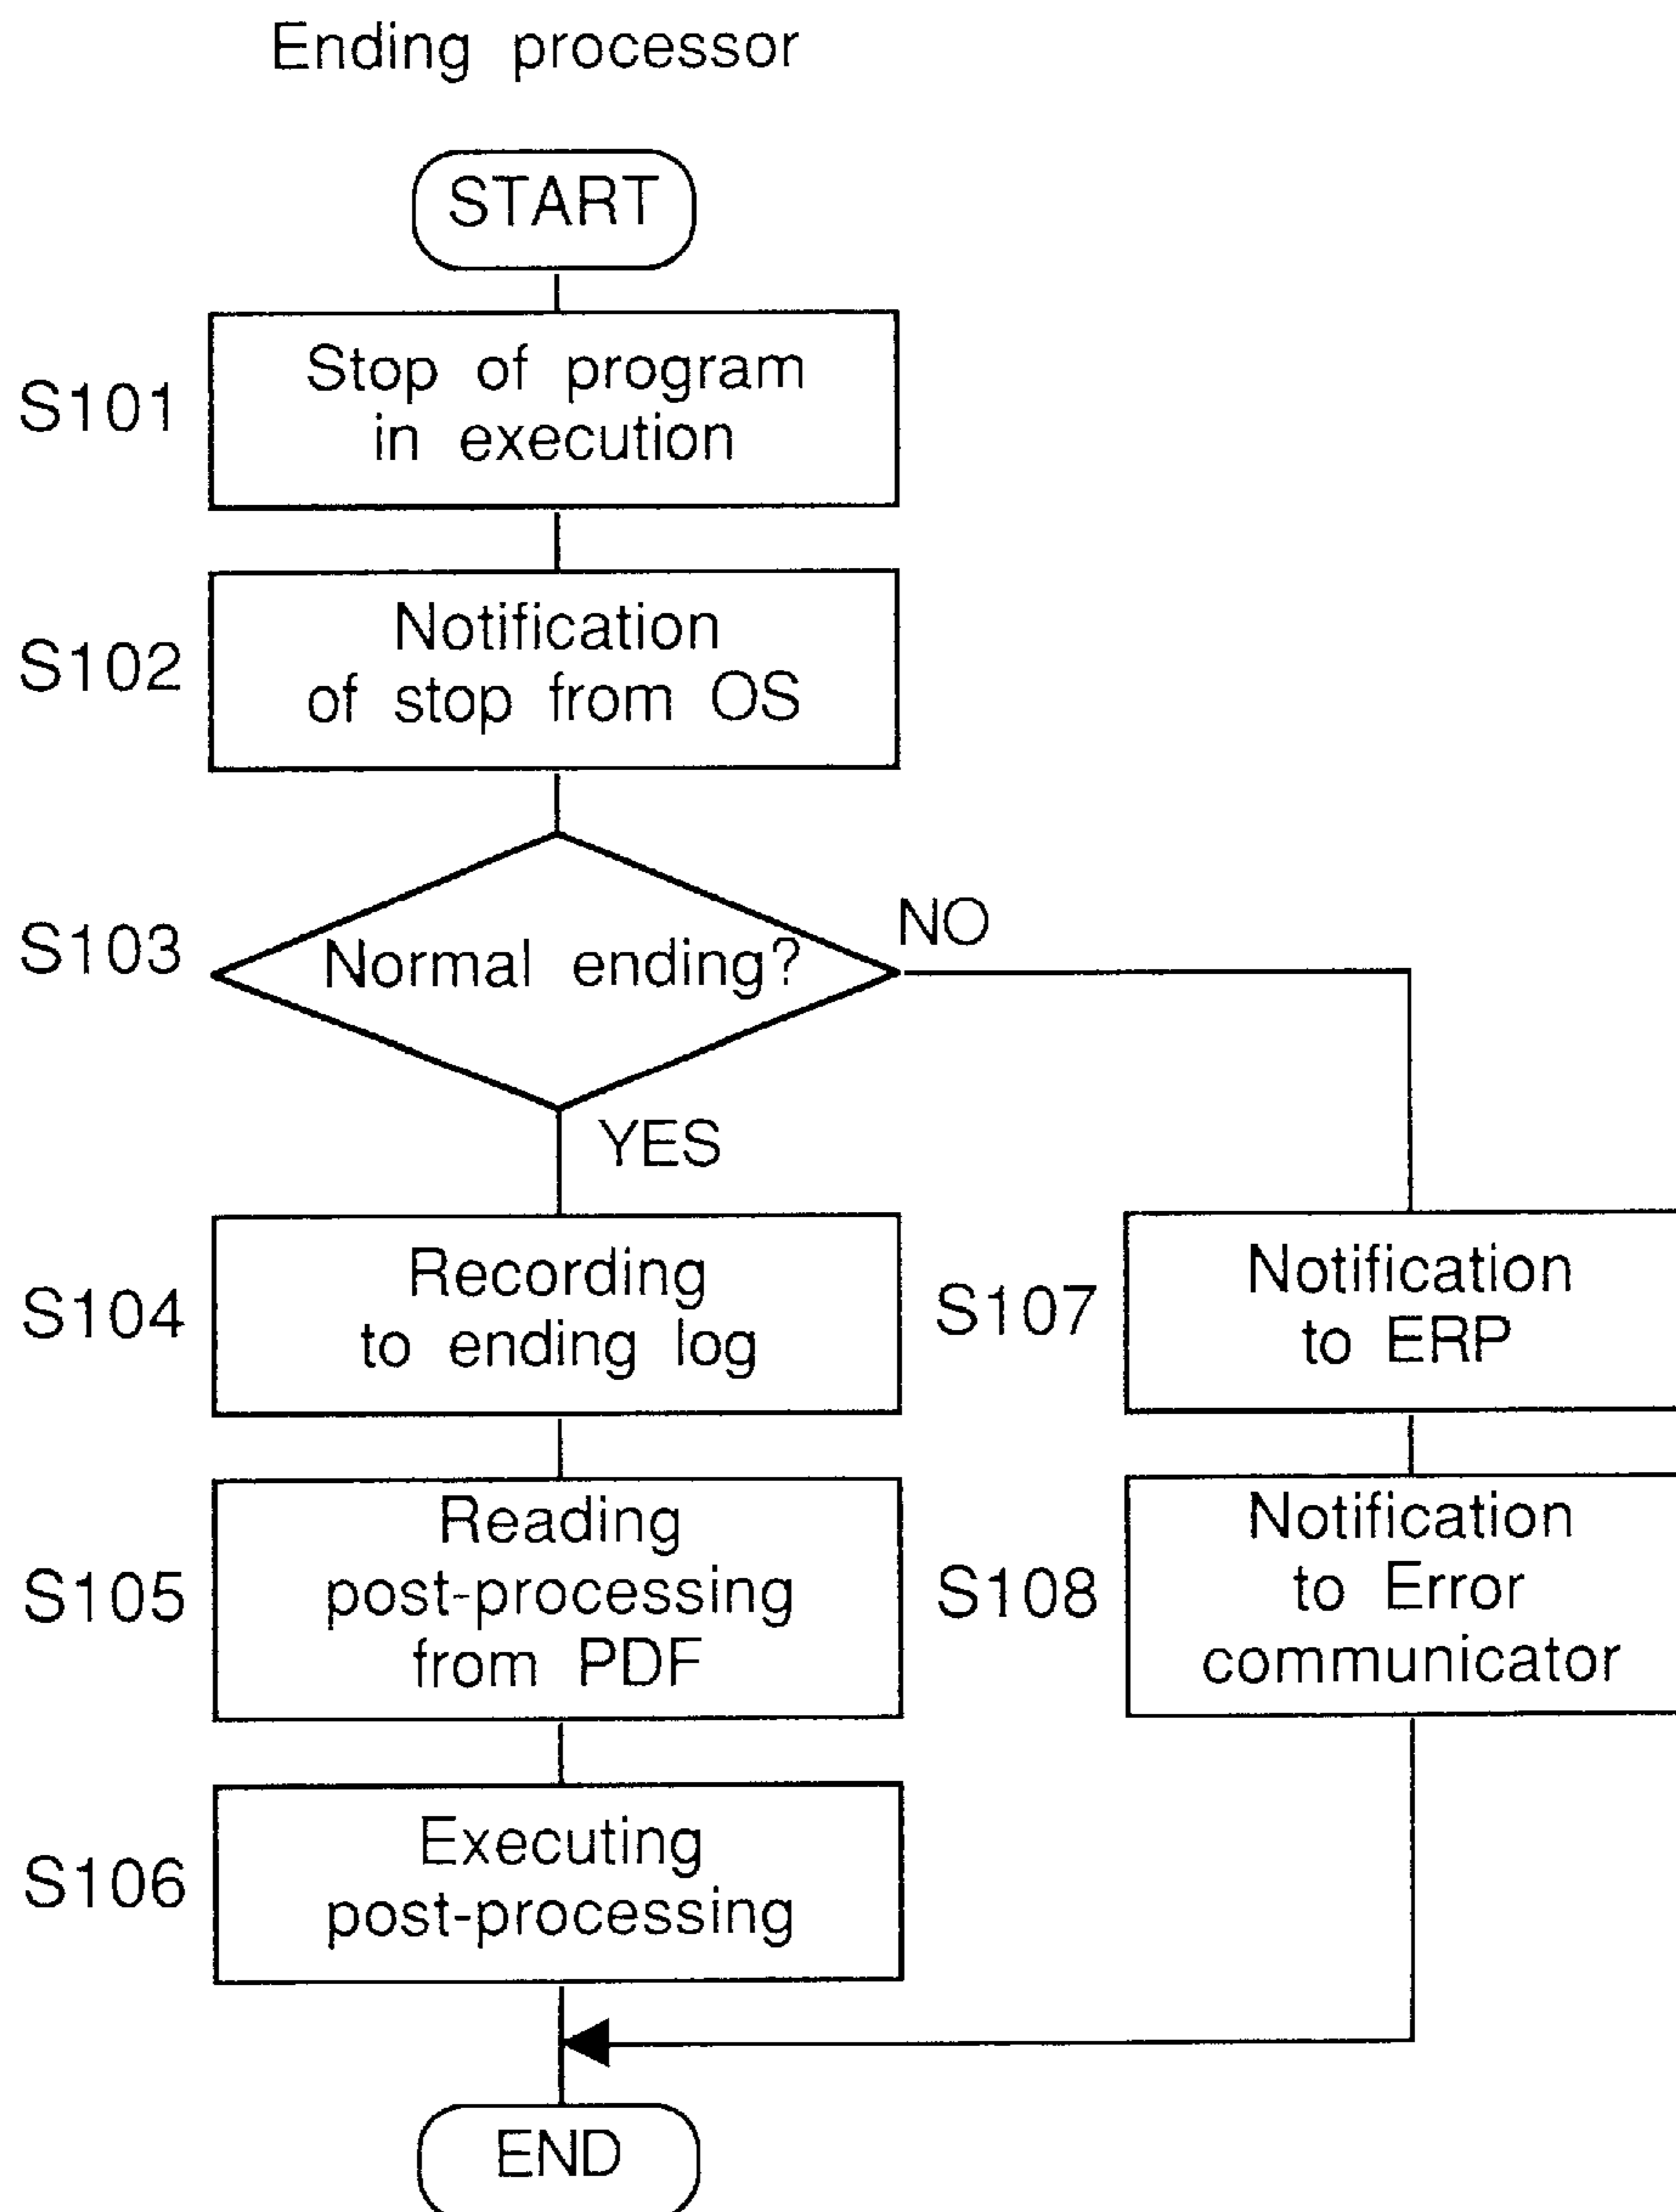 Ending processor
START
S101
Stop of program
in execution
S102
Notification
of stop from OS
S103
Normal ending?
NO
YES
S104
Recording
to ending log
S107
Notification
to ERP
S105
Reading
post-processing
from PDF
S108
Notification
to Error
communicator
S106
Executing
post-processing
END